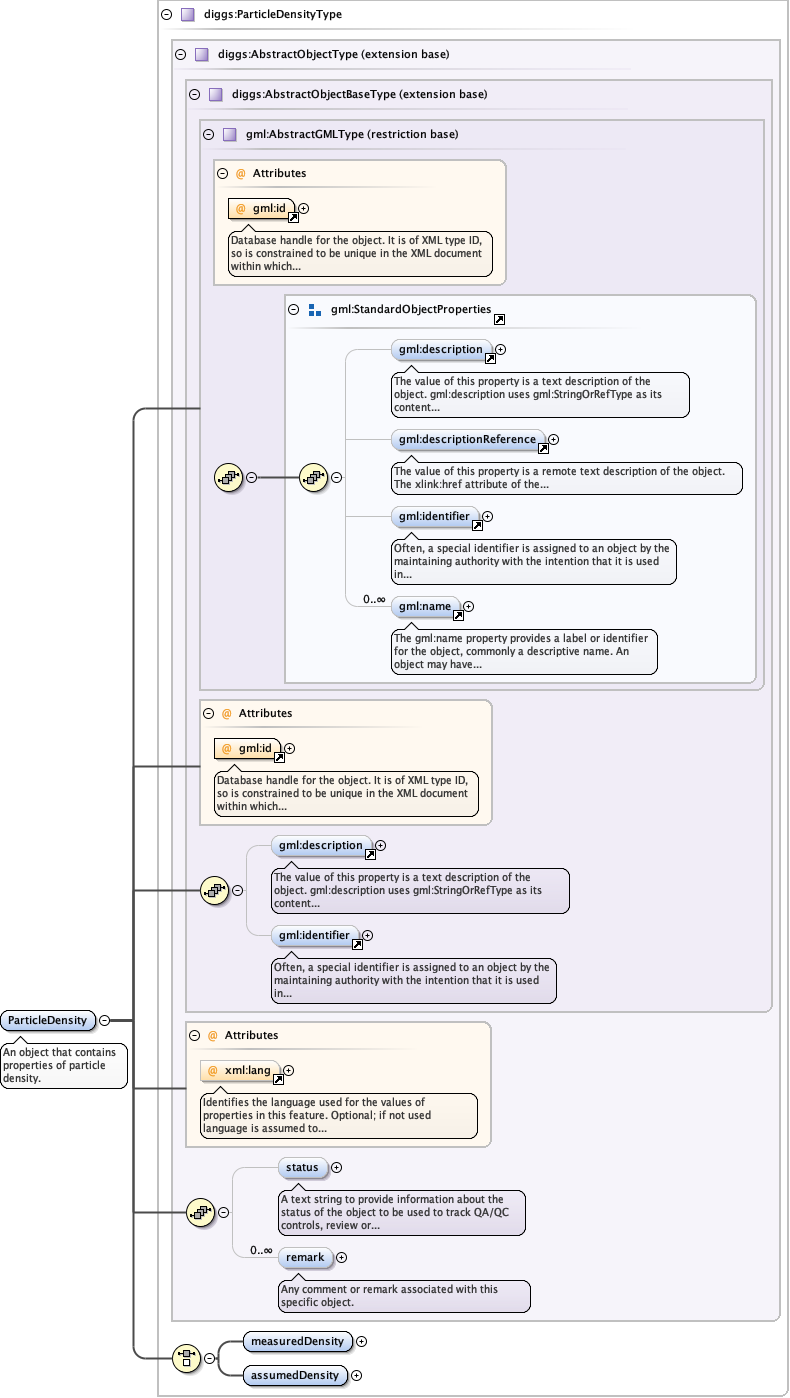 diggs:ParticleDensityType
diggs:AbstractObjectType (extension base)
diggs:AbstractObjectBaseType (extension base)
gml:AbstractGMLType (restriction base)
@ Attributes
@ gml:id
Database handle for the object. It is of XML type ID,
so is constrained to be unique in the XML document
within which...
gml:StandardObjectProperties
gml:description
The value of this property is a text description of the
object. gml:description uses gml:StringOrRefType as its
content...
gml:descriptionReference
The value of this property is a remote text description of the object.
The xlink:href attribute of the...
gml:identifier
Often, a special identifier is assigned to an object by the
maintaining authority with the intention that it is used
in...
0..∞
gml:name
The gml:name property provides a label or identifier
for the object, commonly a descriptive name. An
object may have...
@ Attributes
@ gml:id
Database handle for the object. It is of XML type ID,
so is constrained to be unique in the XML document
within which...
gml:description
The value of this property is a text description of the
object. gml:description uses gml:StringOrRefType as its
content...
gml:identifier
Often, a special identifier is assigned to an object by the
maintaining authority with the intention that it is used
in...
ParticleDensity
An object that contains
properties of particle
density.
@ Attributes
@ xml:lang
Identifies the language used for the values of
properties in this feature. Optional; if not used
language is assumed to...
status
A text string to provide information about the
status of the object to be used to track QA/QC
controls, review or...
0..∞
remark
Any comment or remark associated with this
specific object.
measuredDensity
assumedDensity